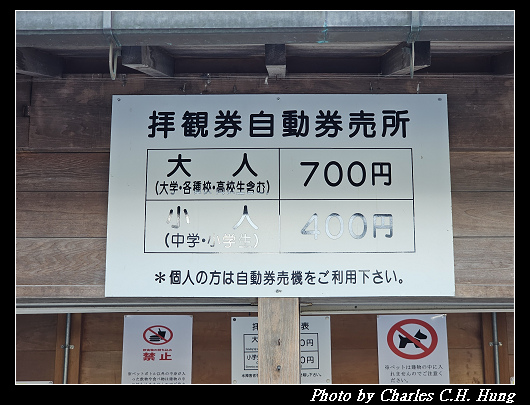 拝観券自動券売所
大 人 700円
(大学・各種校・高校生含む)
小 人 400円
(中学・小学生)
＊個人の方は自動券売機をご利用下さい。
禁止
Photo by Charles C.H. Hung